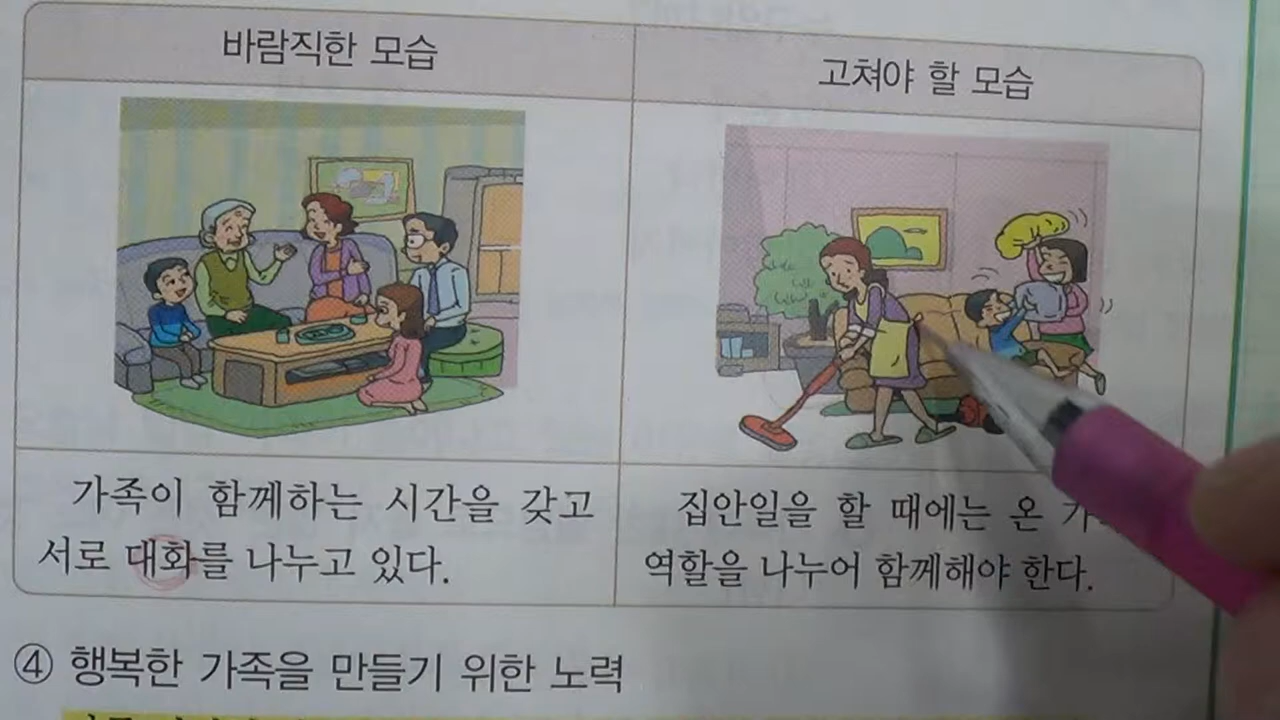 바람직한 모습
고쳐야 할 모습
가족이 함께하는 시간을 갖고
서로 대화를 나누고 있다.
집안일을 할 때에는 온
역할을 나누어 함께해야 한다.
④ 행복한 가족을 만들기 위한 노력